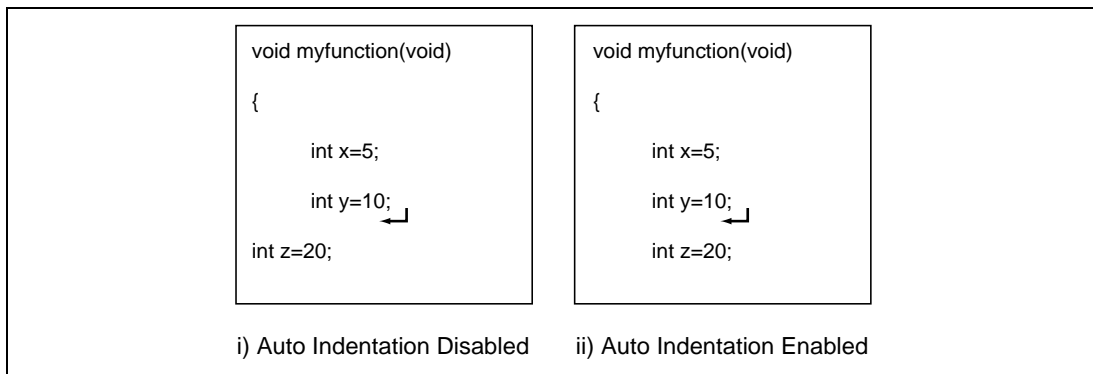 void myfunction(void)
{
int x=5;
int y=10;
int z=20;
i) Auto Indentation Disabled
void myfunction(void)
{
int x=5;
int y=10;
int z=20;
ii) Auto Indentation Enabled